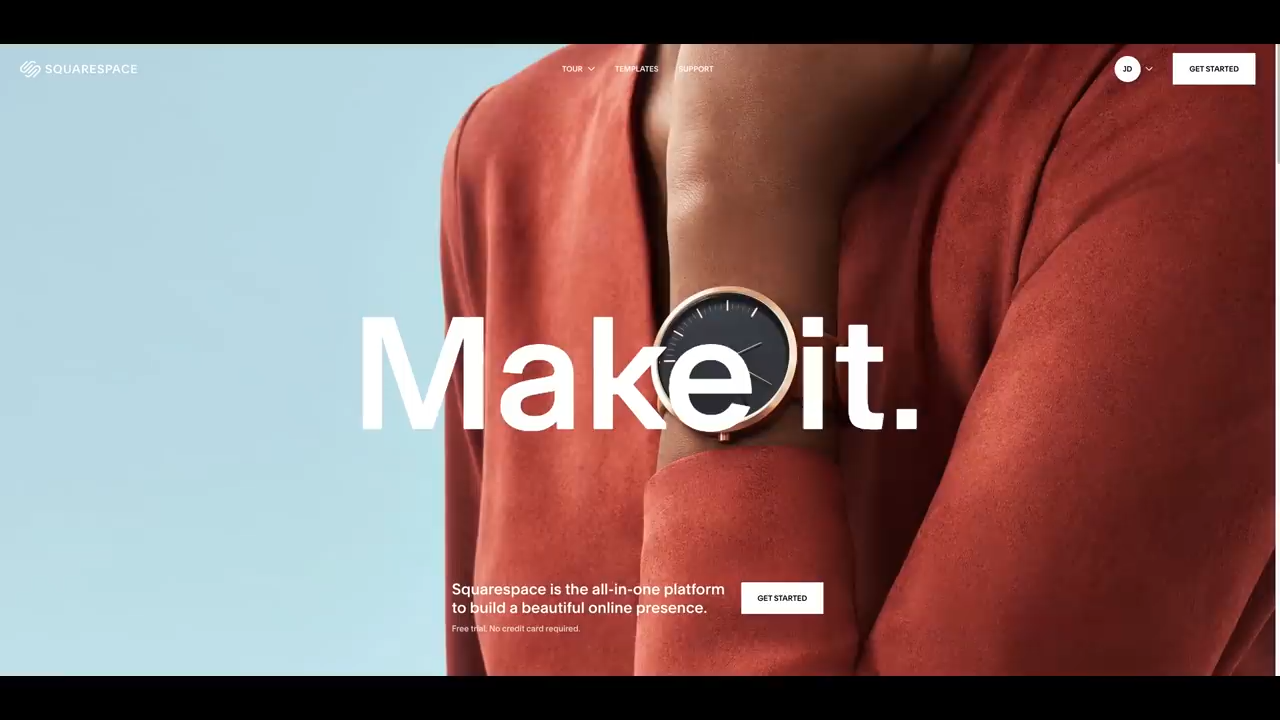 SQUARESPACE
TOUR
TEMPLATES
SUPPORT
JD
GET STARTED
Make it.
Squarespace is the all-in-one platform
to build a beautiful online presence.
GET STARTED
Free trial. No credit card required.